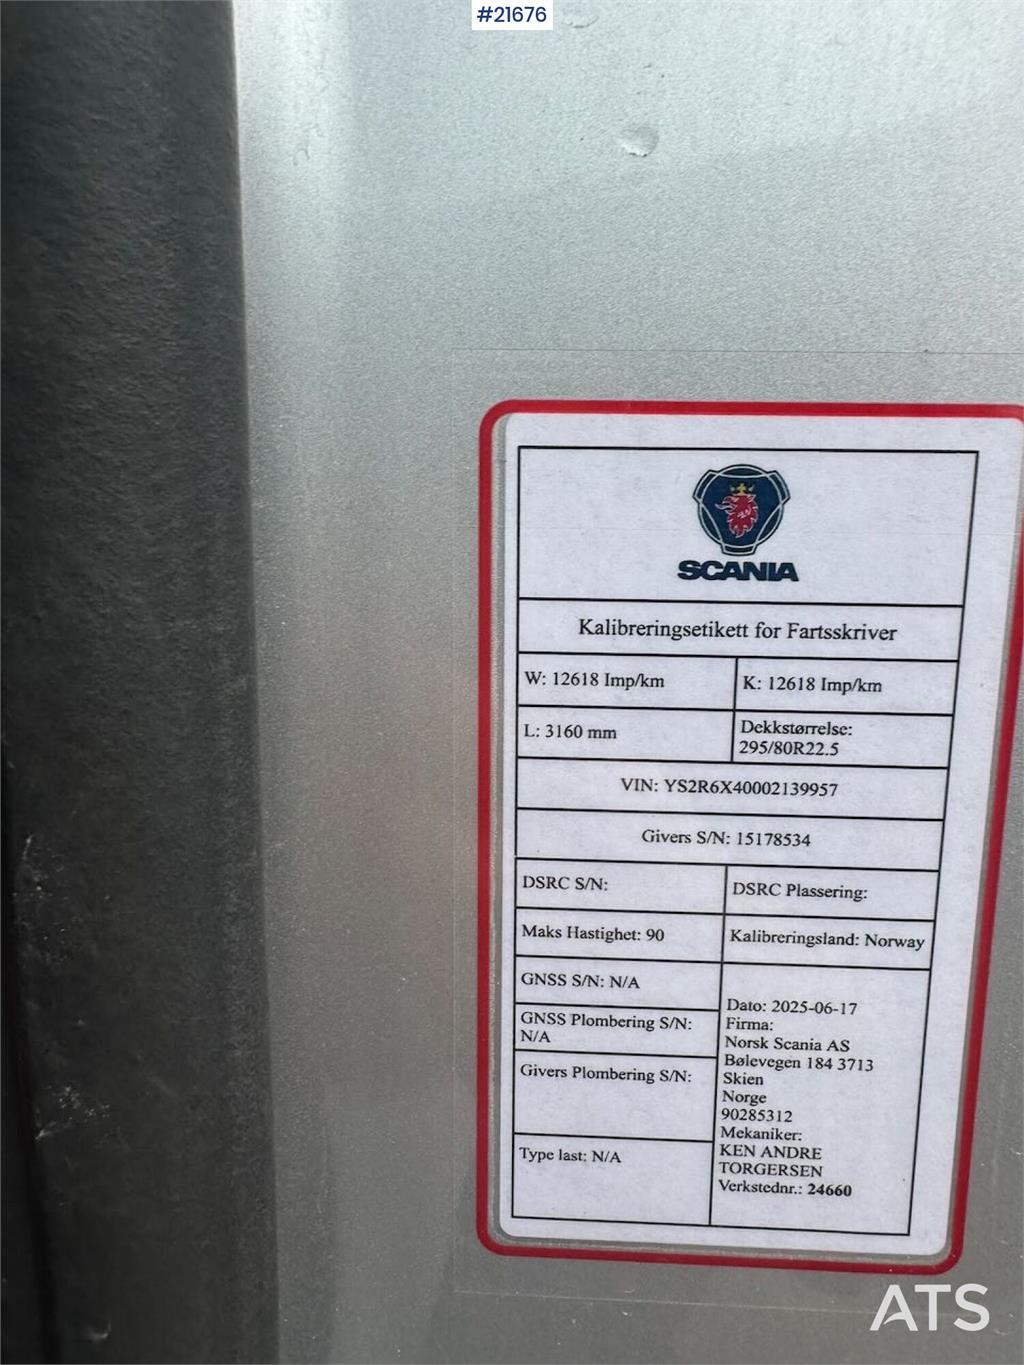 #21676
SCANIA
Kalibreringsetikett for Fartsskriver
W: 12618 Imp/km
K: 12618 Imp/km
L: 3160 mm
Dekkstørrelse:
295/80R22.5
VIN: YS2R6X40002139957
Givers S/N: 15178534
DSRC S/N:
DSRC Plassering:
Maks Hastighet: 90
Kalibreringsland: Norway
GNSS S/N: N/A
GNSS Plombering S/N:
N/A
Givers Plombering S/N:
Type last: N/A
Dato: 2025-06-17
Firma:
Norsk Scania AS
Bølevegen 184 3713
Skien
Norge
90285312
Mekaniker:
KEN ANDRE
TORGERSEN
Verkstednr.: 24660
ATS